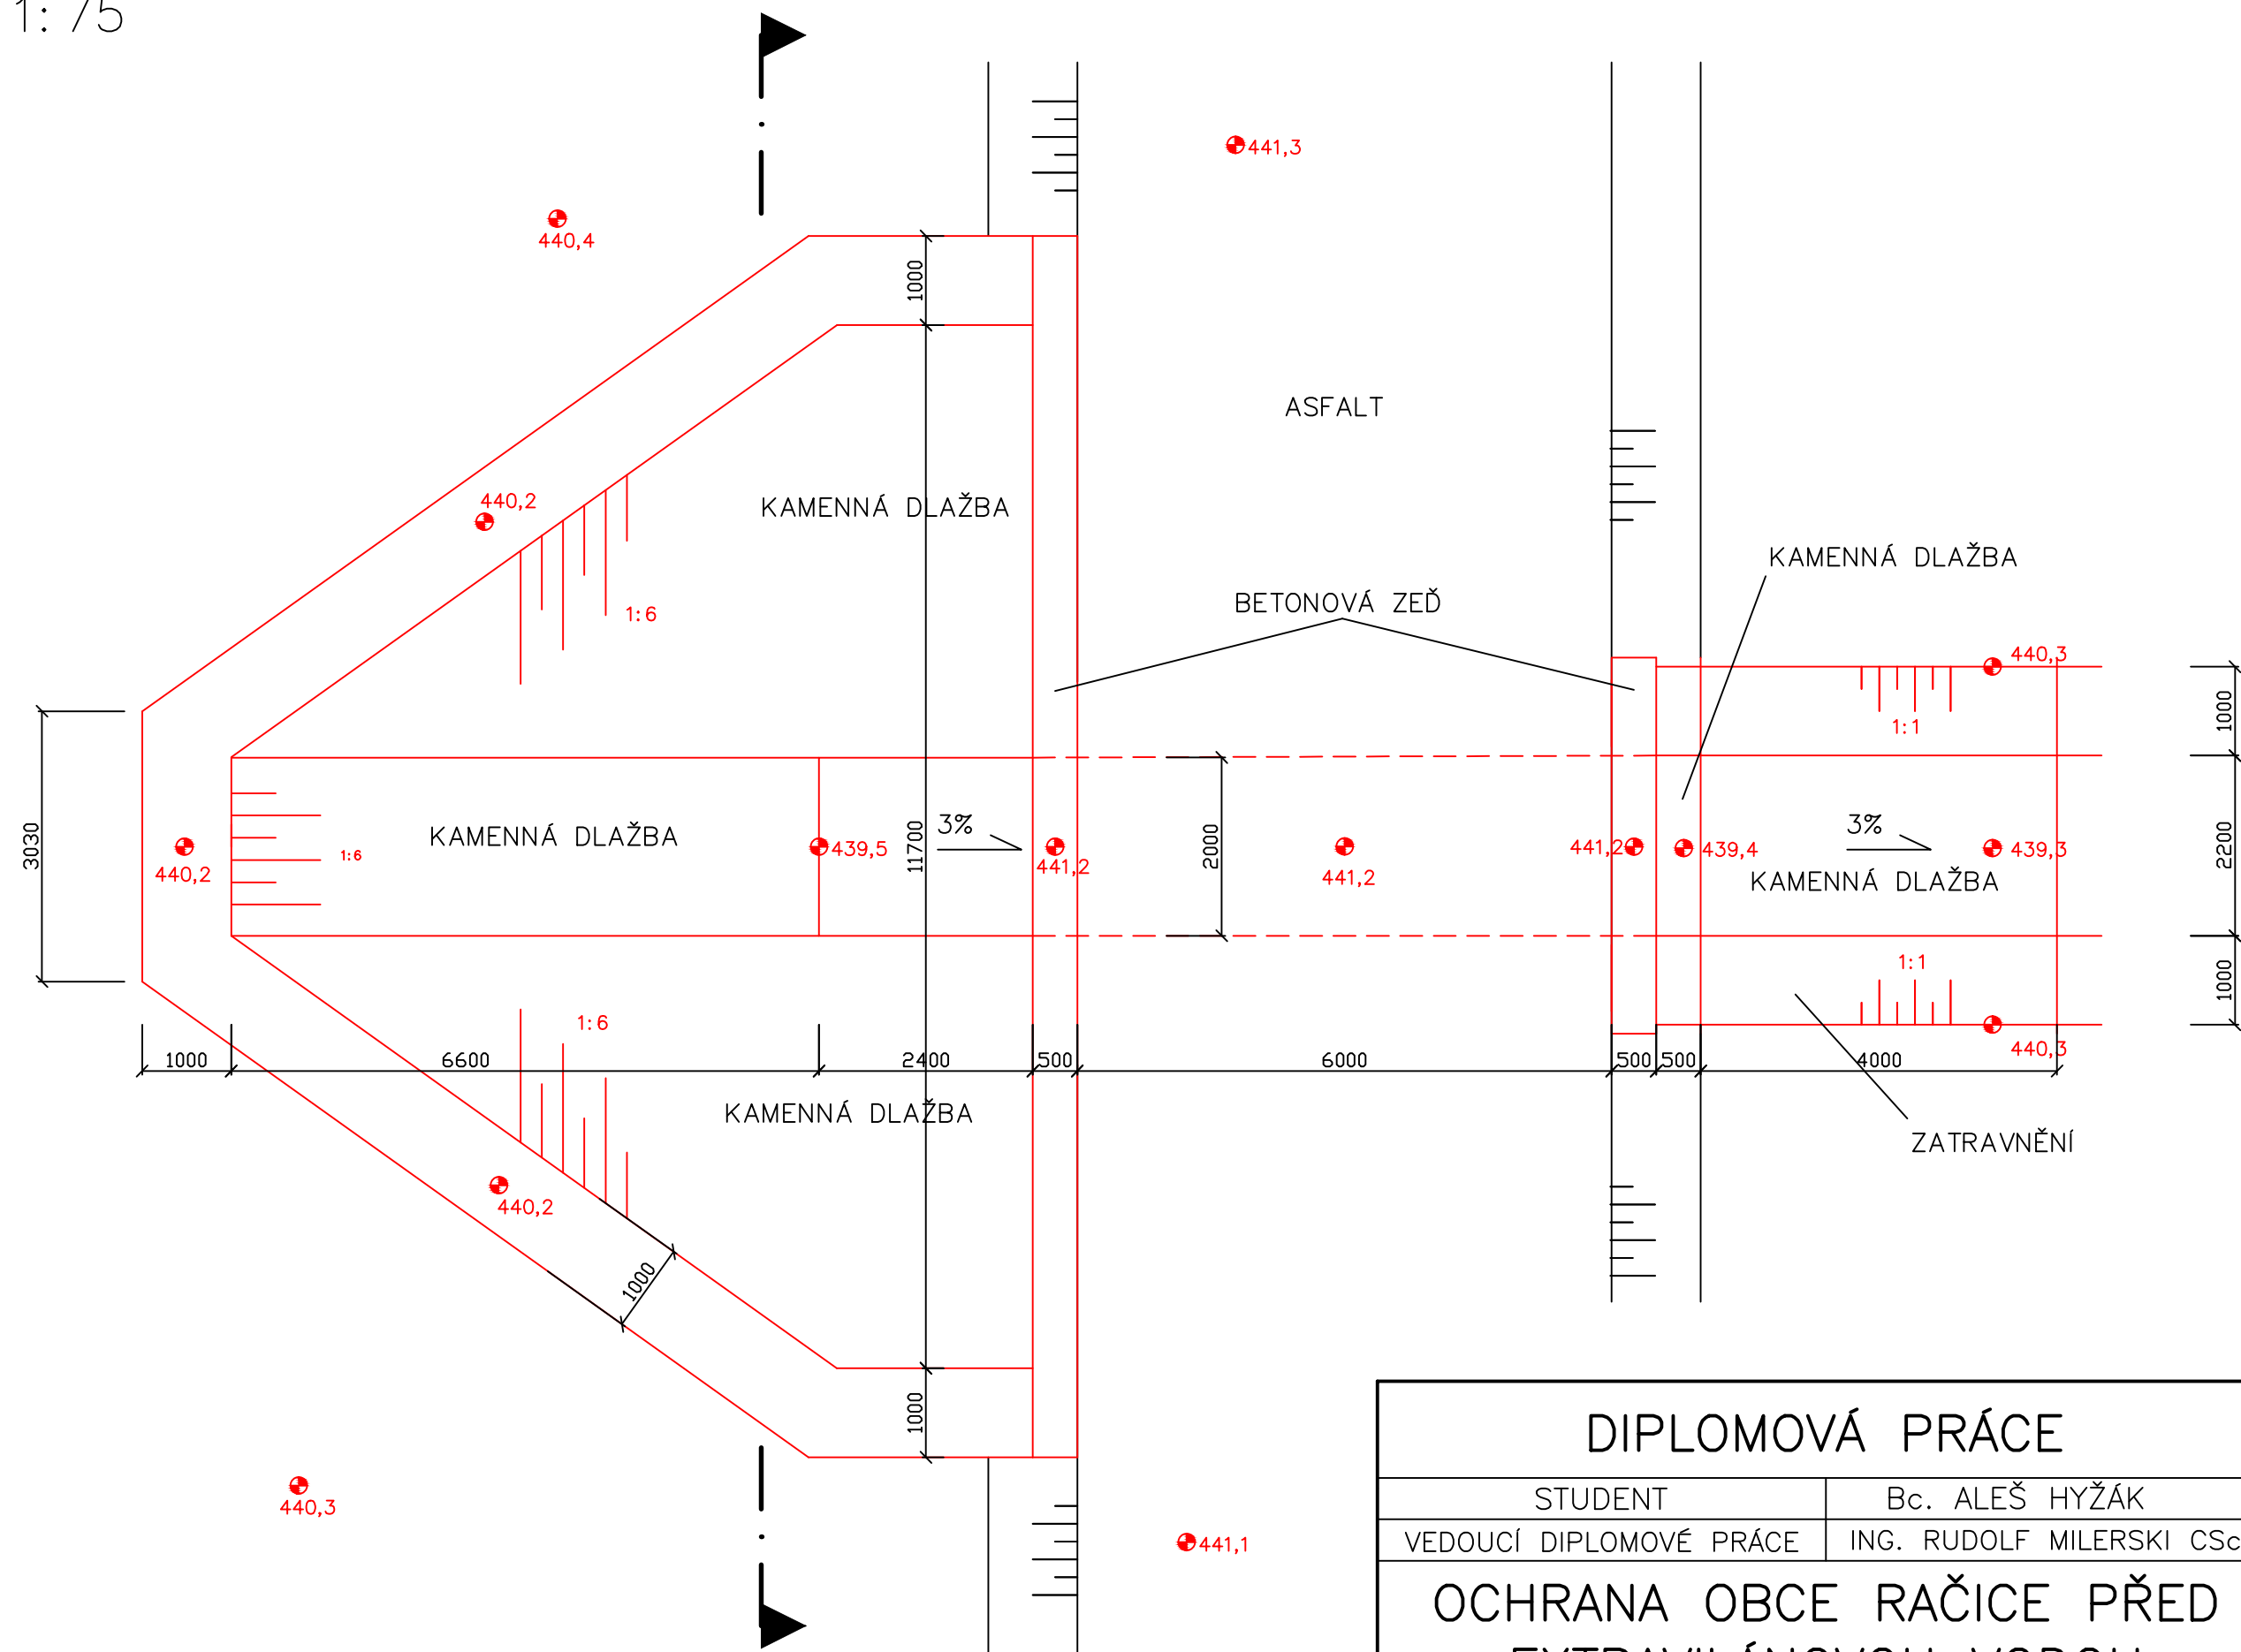 1:75
441,3
440,4
1000
ASFALT
440,2
KAMENNÁ DLAŽBA
KAMENNÁ DLAŽBA
1:6
BETONOVÁ ZEĎ
440,3
1:1
1000
3030
440,2
1:6
KAMENNÁ DLAŽBA
439,5
11700
3%
441,2
2000
441,2
441,2
439,4
3%
439,3
KAMENNÁ DLAŽBA
2200
1:1
1000
440,3
1:6
1000
6600
2400
500
6000
500
500
4000
KAMENNÁ DLAŽBA
ZATRAVNĚNÍ
440,2
1000
1000
440,3
441,1
DIPLOMOVÁ PRÁCE
STUDENT
Bc. ALEŠ HYŽÁK
VEDOUCÍ DIPLOMOVÉ PRÁCE
ING. RUDOLF MILERSKI CSc
OCHRANA OBCE RAČICE PŘED
EXTRAVILÁNOVOU VODOU